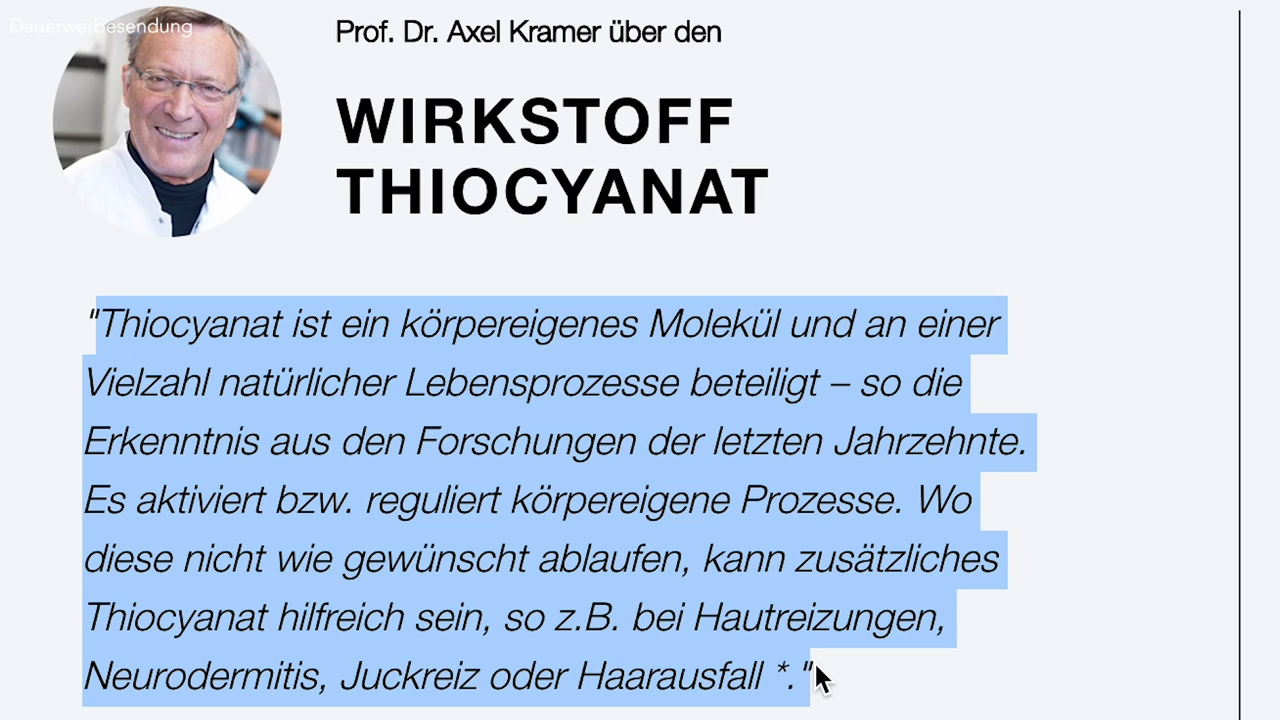 Dauerwerbesendung
Prof. Dr. Axel Kramer über den
WIRKSTOFF
THIOCYANAT
"Thiocyanat ist ein körpereigenes Molekül und an einer
Vielzahl natürlicher Lebensprozesse beteiligt – so die
Erkenntnis aus den Forschungen der letzten Jahrzehnte.
Es aktiviert bzw. reguliert körpereigene Prozesse. Wo
diese nicht wie gewünscht ablaufen, kann zusätzliches
Thiocyanat hilfreich sein, so z.B. bei Hautreizungen,
Neurodermitis, Juckreiz oder Haarausfall *."